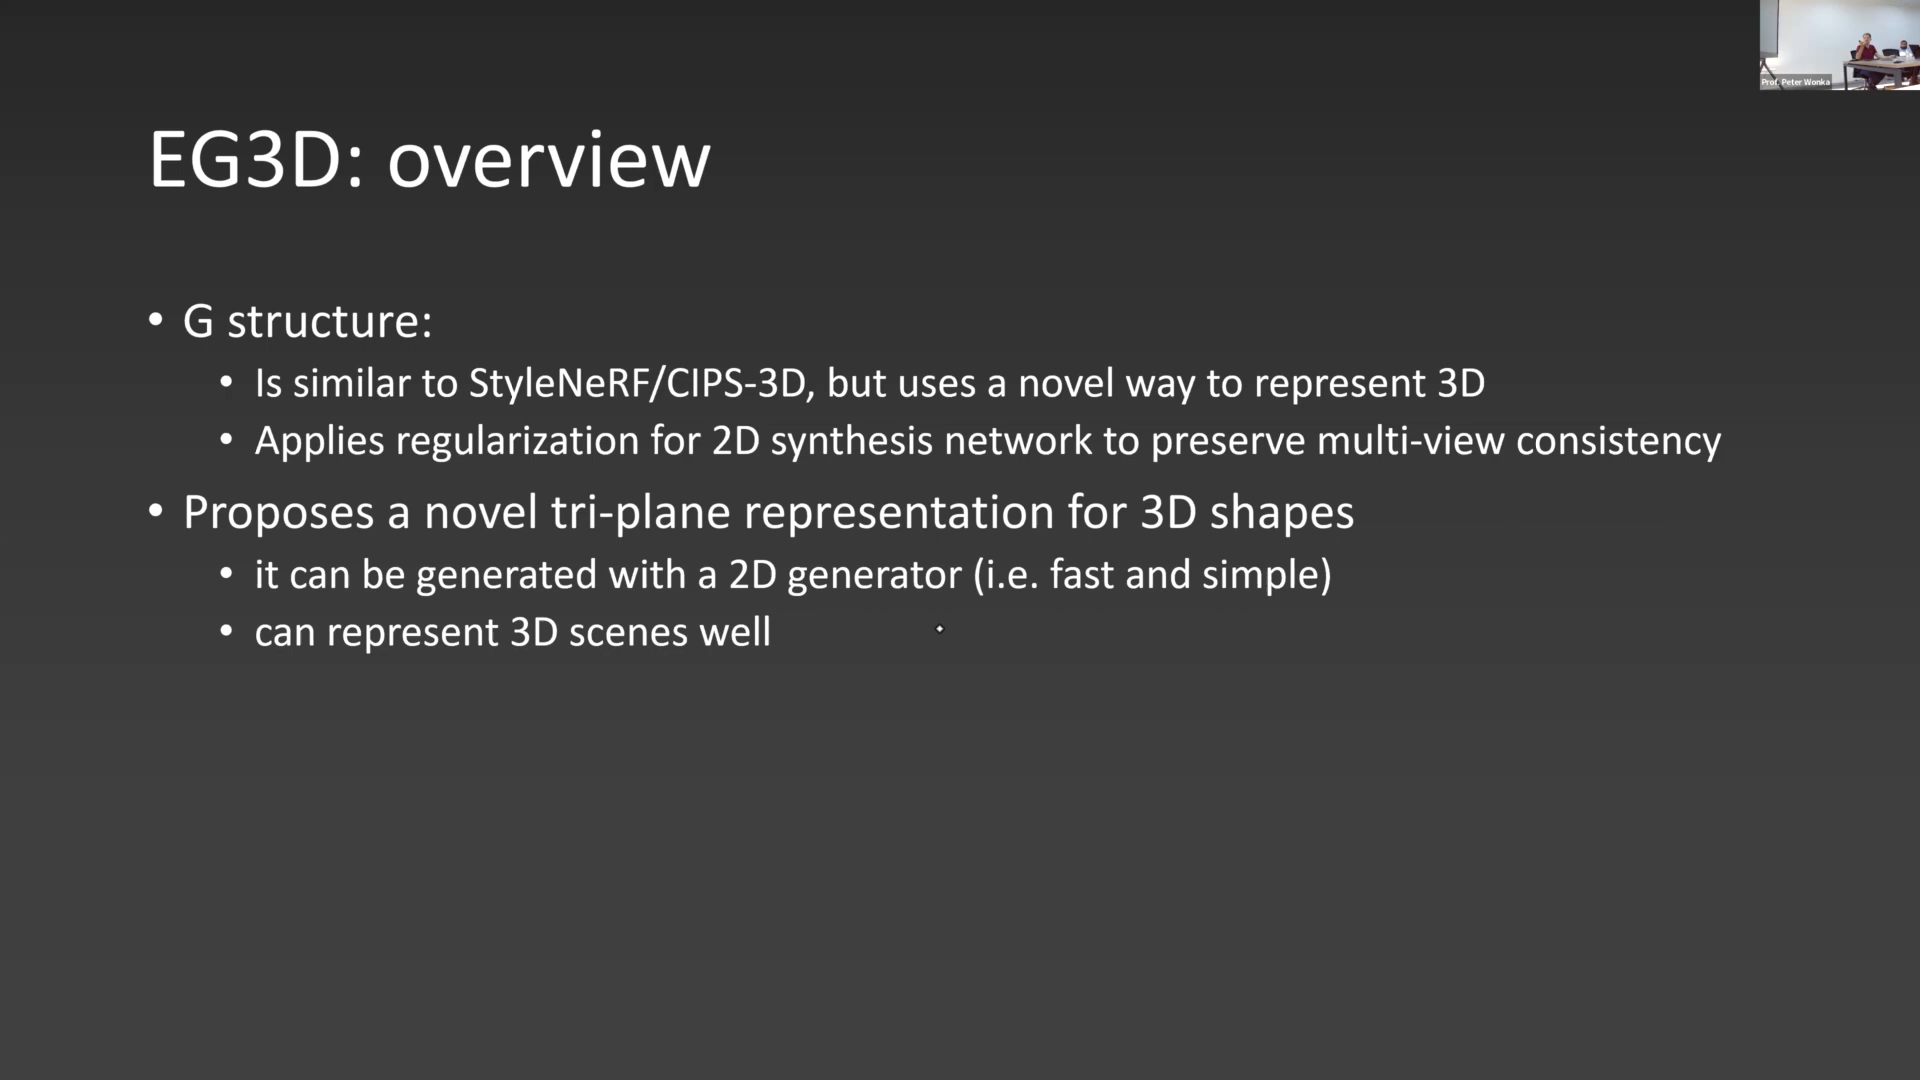 Prof. Peter Wonka
EG3D: overview
• G structure:
• Is similar to StyleNeRF/CIPS-3D, but uses a novel way to represent 3D
• Applies regularization for 2D synthesis network to preserve multi-view consistency
• Proposes a novel tri-plane representation for 3D shapes
• it can be generated with a 2D generator (i.e. fast and simple)
• can represent 3D scenes well